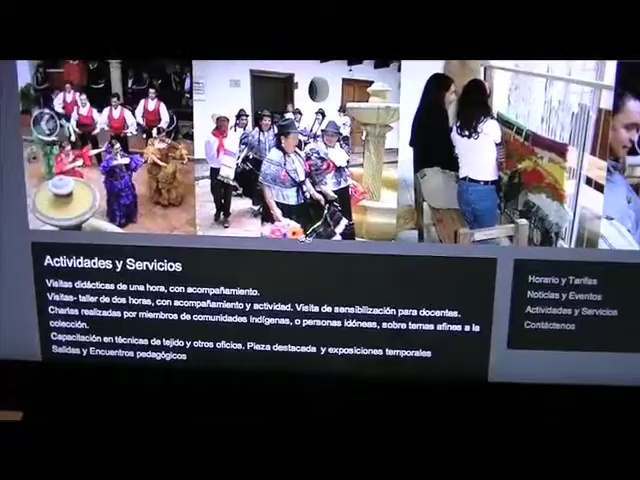 Actividades y Servicios
Visitas didácticas de una hora, con acompañamiento.
Visitas- taller de dos horas, con acompañamiento y actividad. Visita de sensibilización para docentes.
Charlas realizadas por miembros de comunidades indígenas, o personas idóneas, sobre temas afines a la
colección.
Capacitación en técnicas de tejido y otros oficios. Pieza destacada y exposiciones temporales
Salidas y Encuentros pedagógicos
Horario y Tarifas
Noticias y Eventos
Actividades y Servicios
Contáctenos